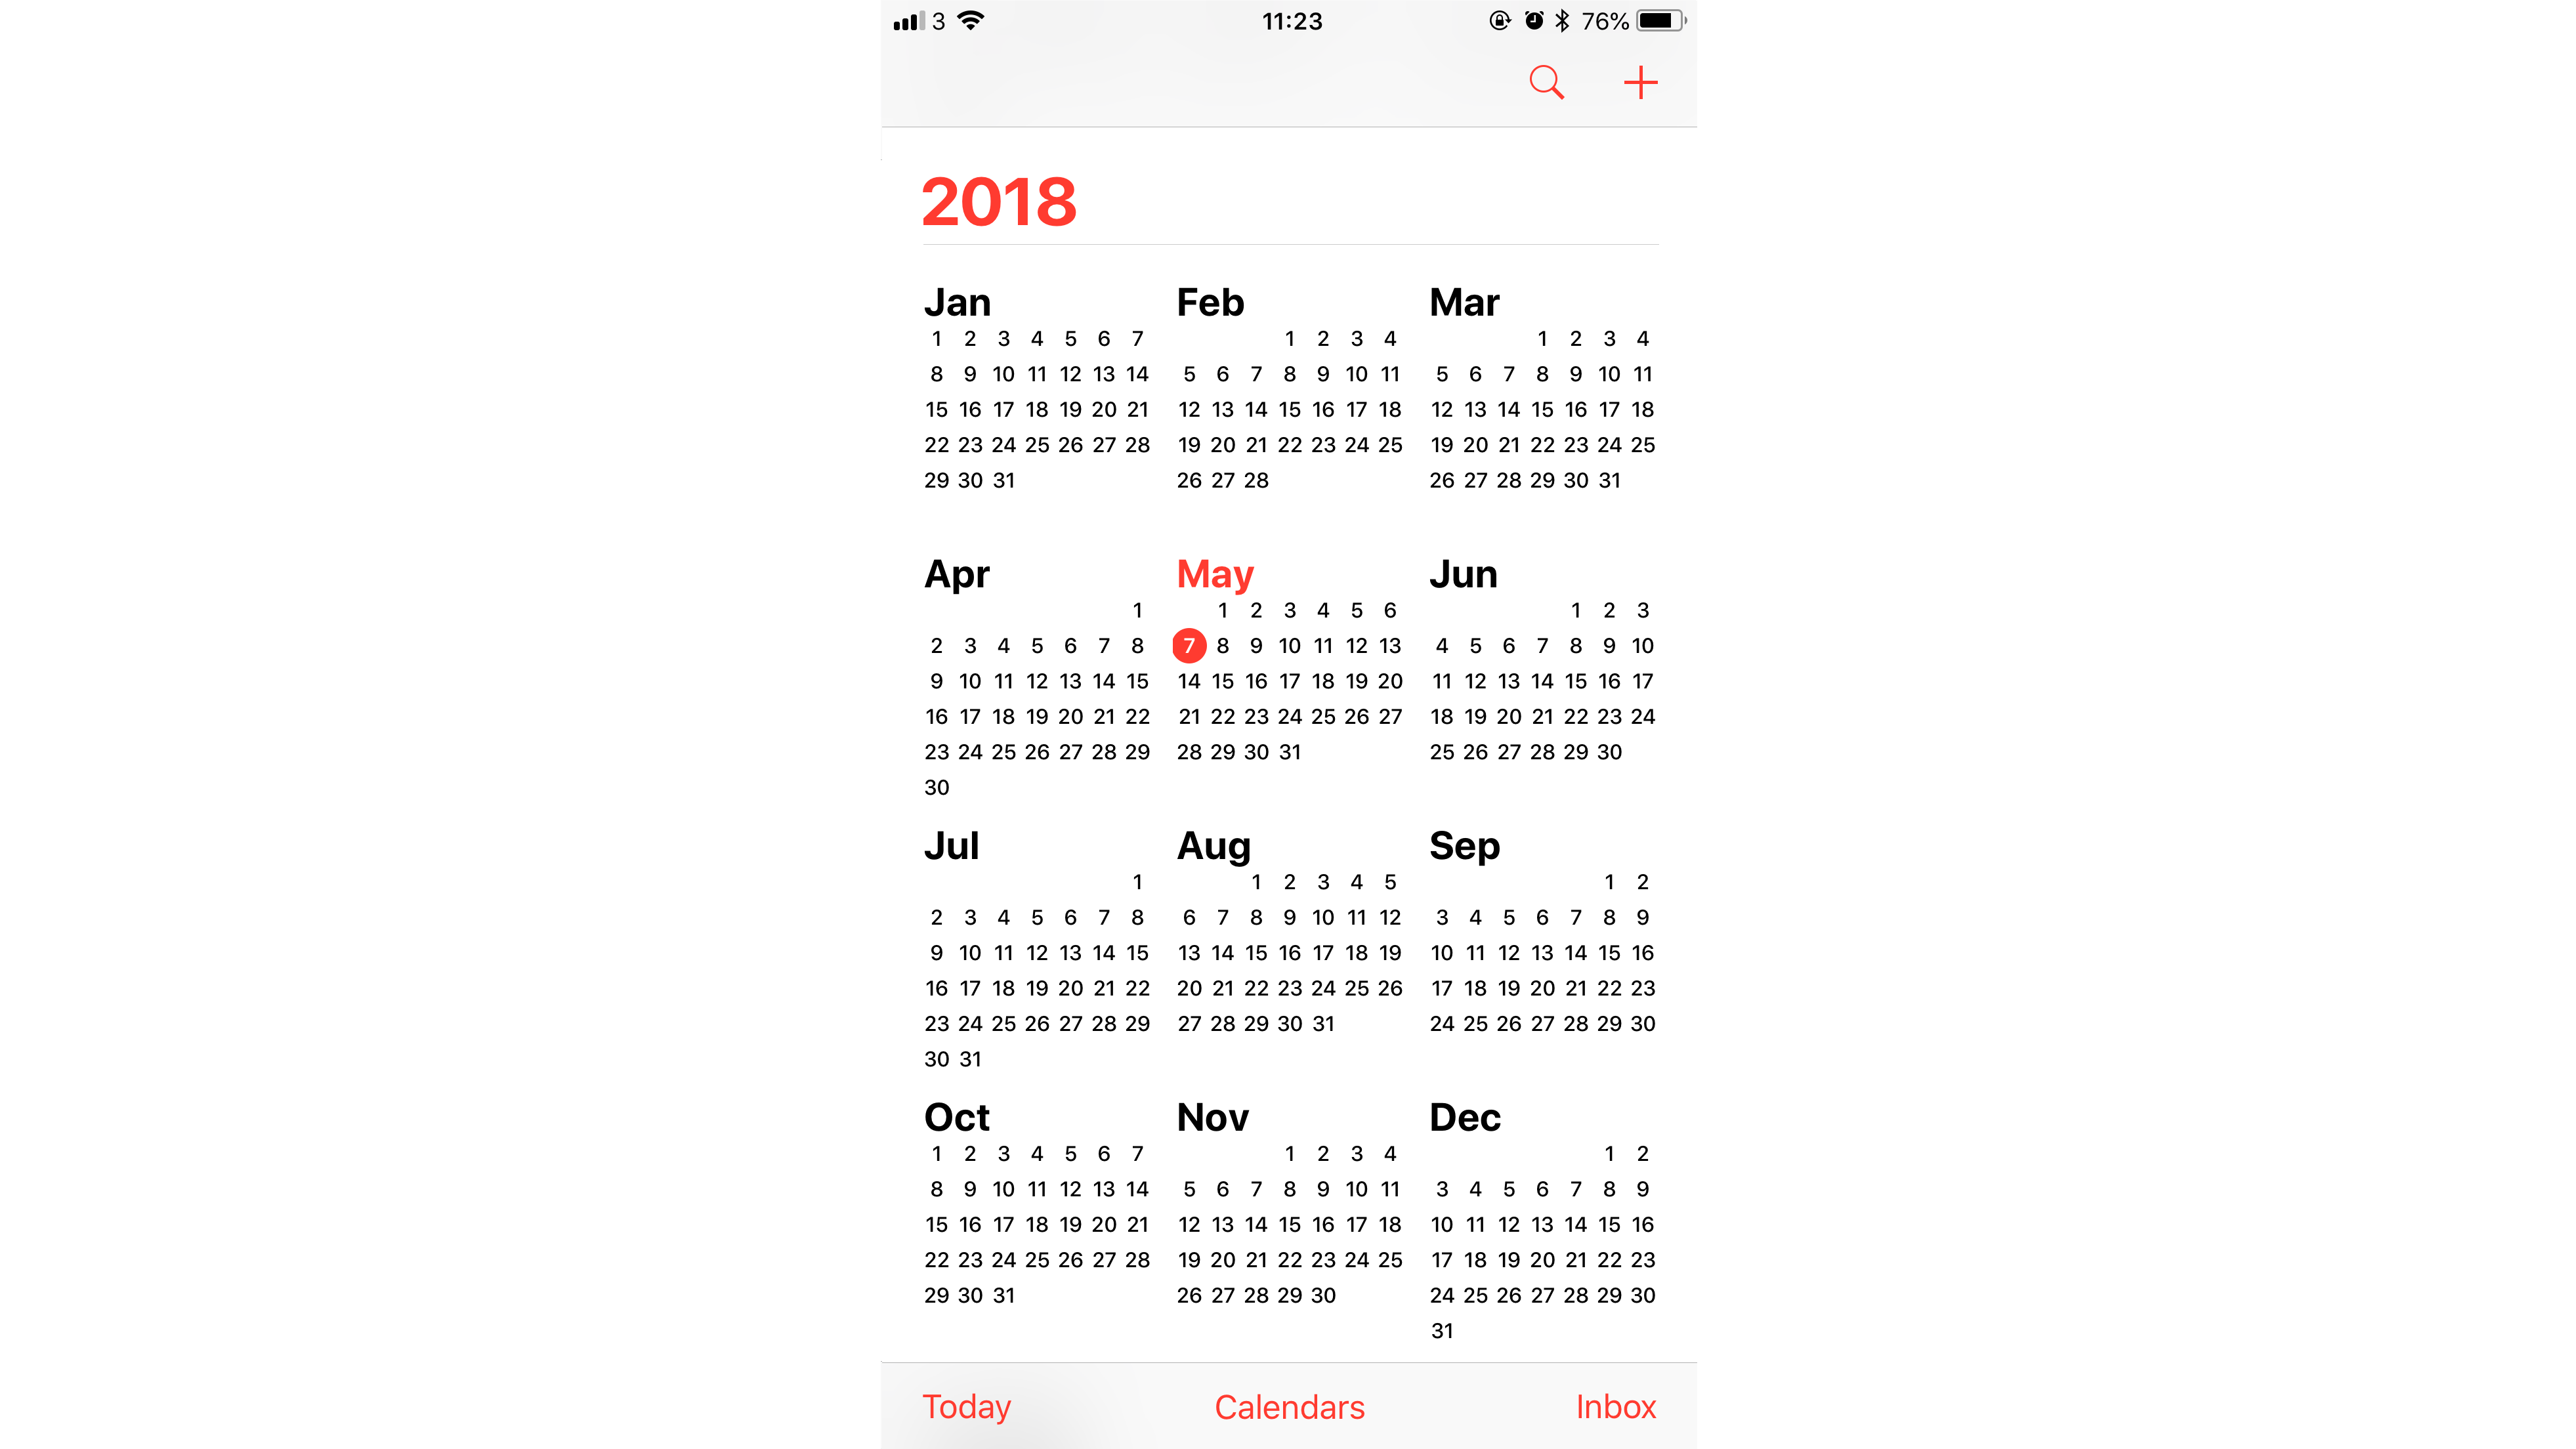 3 11:23 76%
2018
Jan Feb Mar
1 2 3 4 5 6 7 1 2 3 4 1 2 3 4
8 9 10 11 12 13 14 5 6 7 8 9 10 11 5 6 7 8 9 10 11
15 16 17 18 19 20 21 12 13 14 15 16 17 18 12 13 14 15 16 17 18
22 23 24 25 26 27 28 19 20 21 22 23 24 25 19 20 21 22 23 24 25
29 30 31 26 27 28 26 27 28 29 30 31
Apr May Jun
1 1 2 3 4 5 6 1 2 3
2 3 4 5 6 7 8 7 8 9 10 11 12 13 4 5 6 7 8 9 10
9 10 11 12 13 14 15 14 15 16 17 18 19 20 11 12 13 14 15 16 17
16 17 18 19 20 21 22 21 22 23 24 25 26 27 18 19 20 21 22 23 24
23 24 25 26 27 28 29 28 29 30 31 25 26 27 28 29 30
30
Jul Aug Sep
1 1 2 3 4 5 1 2
2 3 4 5 6 7 8 6 7 8 9 10 11 12 3 4 5 6 7 8 9
9 10 11 12 13 14 15 13 14 15 16 17 18 19 10 11 12 13 14 15 16
16 17 18 19 20 21 22 20 21 22 23 24 25 26 17 18 19 20 21 22 23
23 24 25 26 27 28 29 27 28 29 30 31 24 25 26 27 28 29 30
30 31
Oct Nov Dec
1 2 3 4 5 6 7 1 2 3 4 1 2
8 9 10 11 12 13 14 5 6 7 8 9 10 11 3 4 5 6 7 8 9
15 16 17 18 19 20 21 12 13 14 15 16 17 18 10 11 12 13 14 15 16
22 23 24 25 26 27 28 19 20 21 22 23 24 25 17 18 19 20 21 22 23
29 30 31 26 27 28 29 30 24 25 26 27 28 29 30
31
Today Calendars Inbox